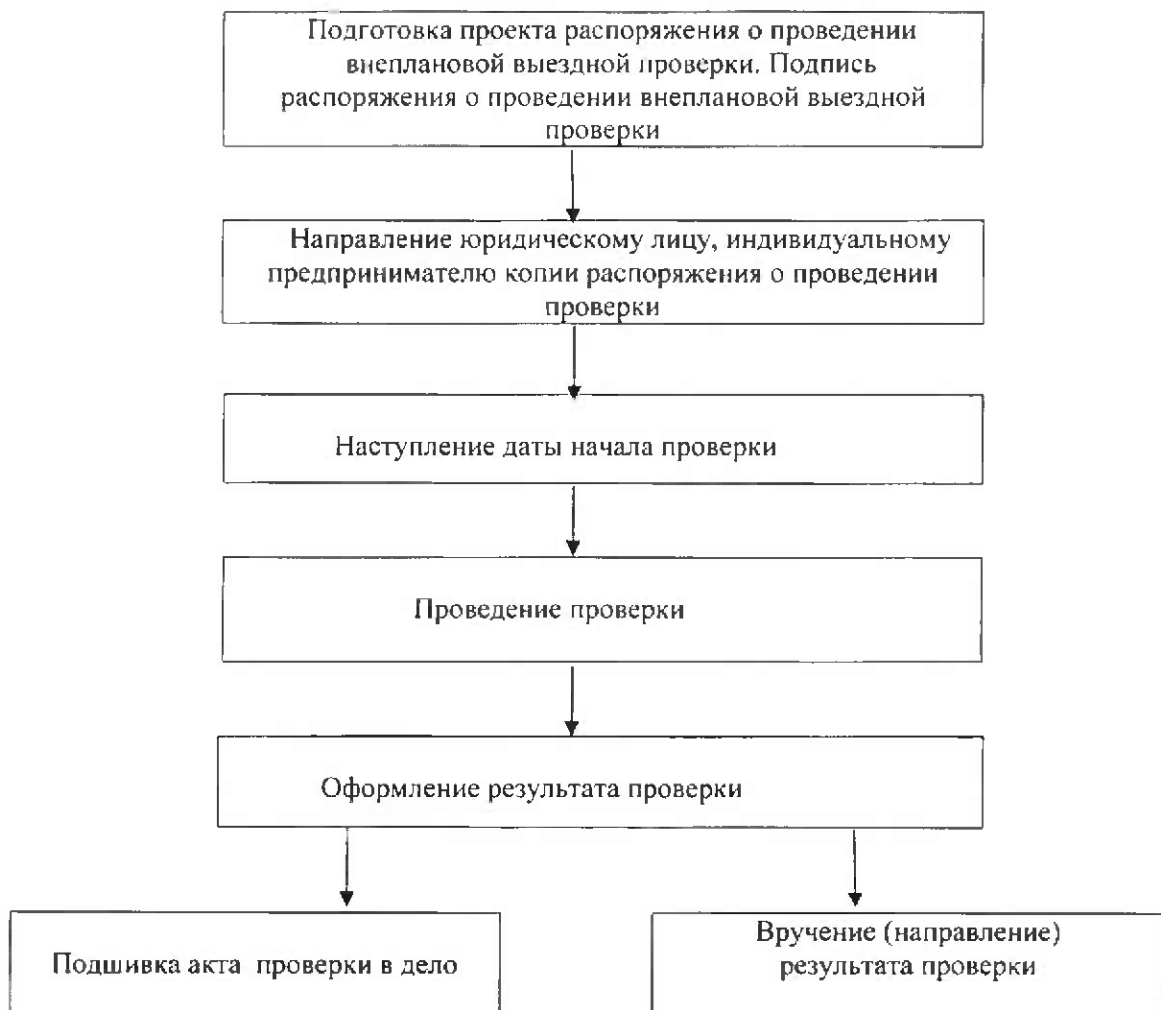 Подготовка проекта распоряжения о проведении
внеплановой выездной проверки. Подпись
распоряжения о проведении внеплановой выездной
проверки
Направление юридическому лицу, индивидуальному
предпринимателю копии распоряжения о проведении
проверки
Наступление даты начала проверки
Проведение проверки
Оформление результата проверки
Подшивка акта проверки в дело
Вручение (направление)
результата проверки